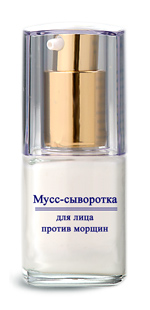 Мусс-сыворотка
для лица
против морщин